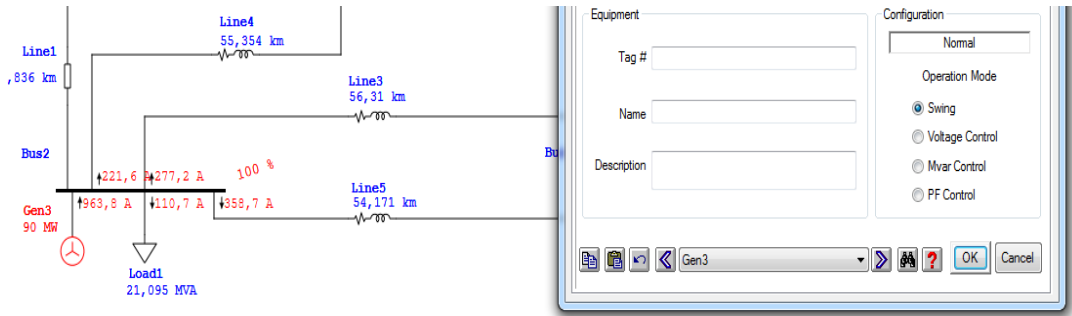 Line4
55,354 km
Line1
,836 km
Line3
56,31 km
Bus2
221,6 A
277,2 A
100 %
Line5
54,171 km
963,8 A
110,7 A
358,7 A
Gen3
90 MW
Load1
21,095 MVA
Bu
Equipment
Tag #
Name
Description
Configuration
Normal
Operation Mode
Swing
Voltage Control
Mvar Control
PF Control
Gen3
?
OK
Cancel